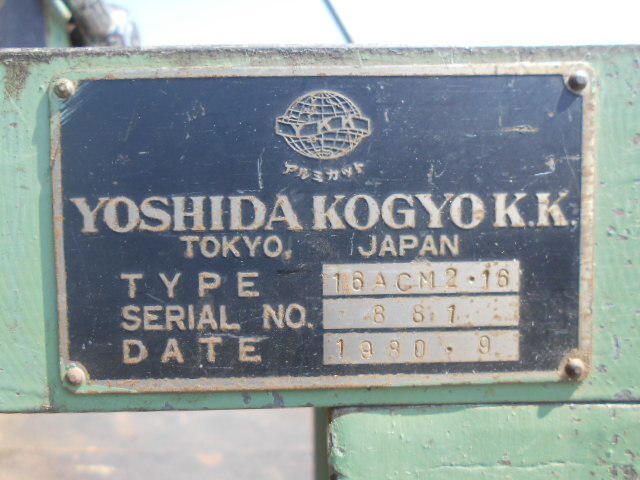 YKK
アルミカット
YOSHIDA KOGYO K.K.
TOKYO, JAPAN
TYPE 16ACM2·16
SERIAL NO. 881
DATE 1980·9